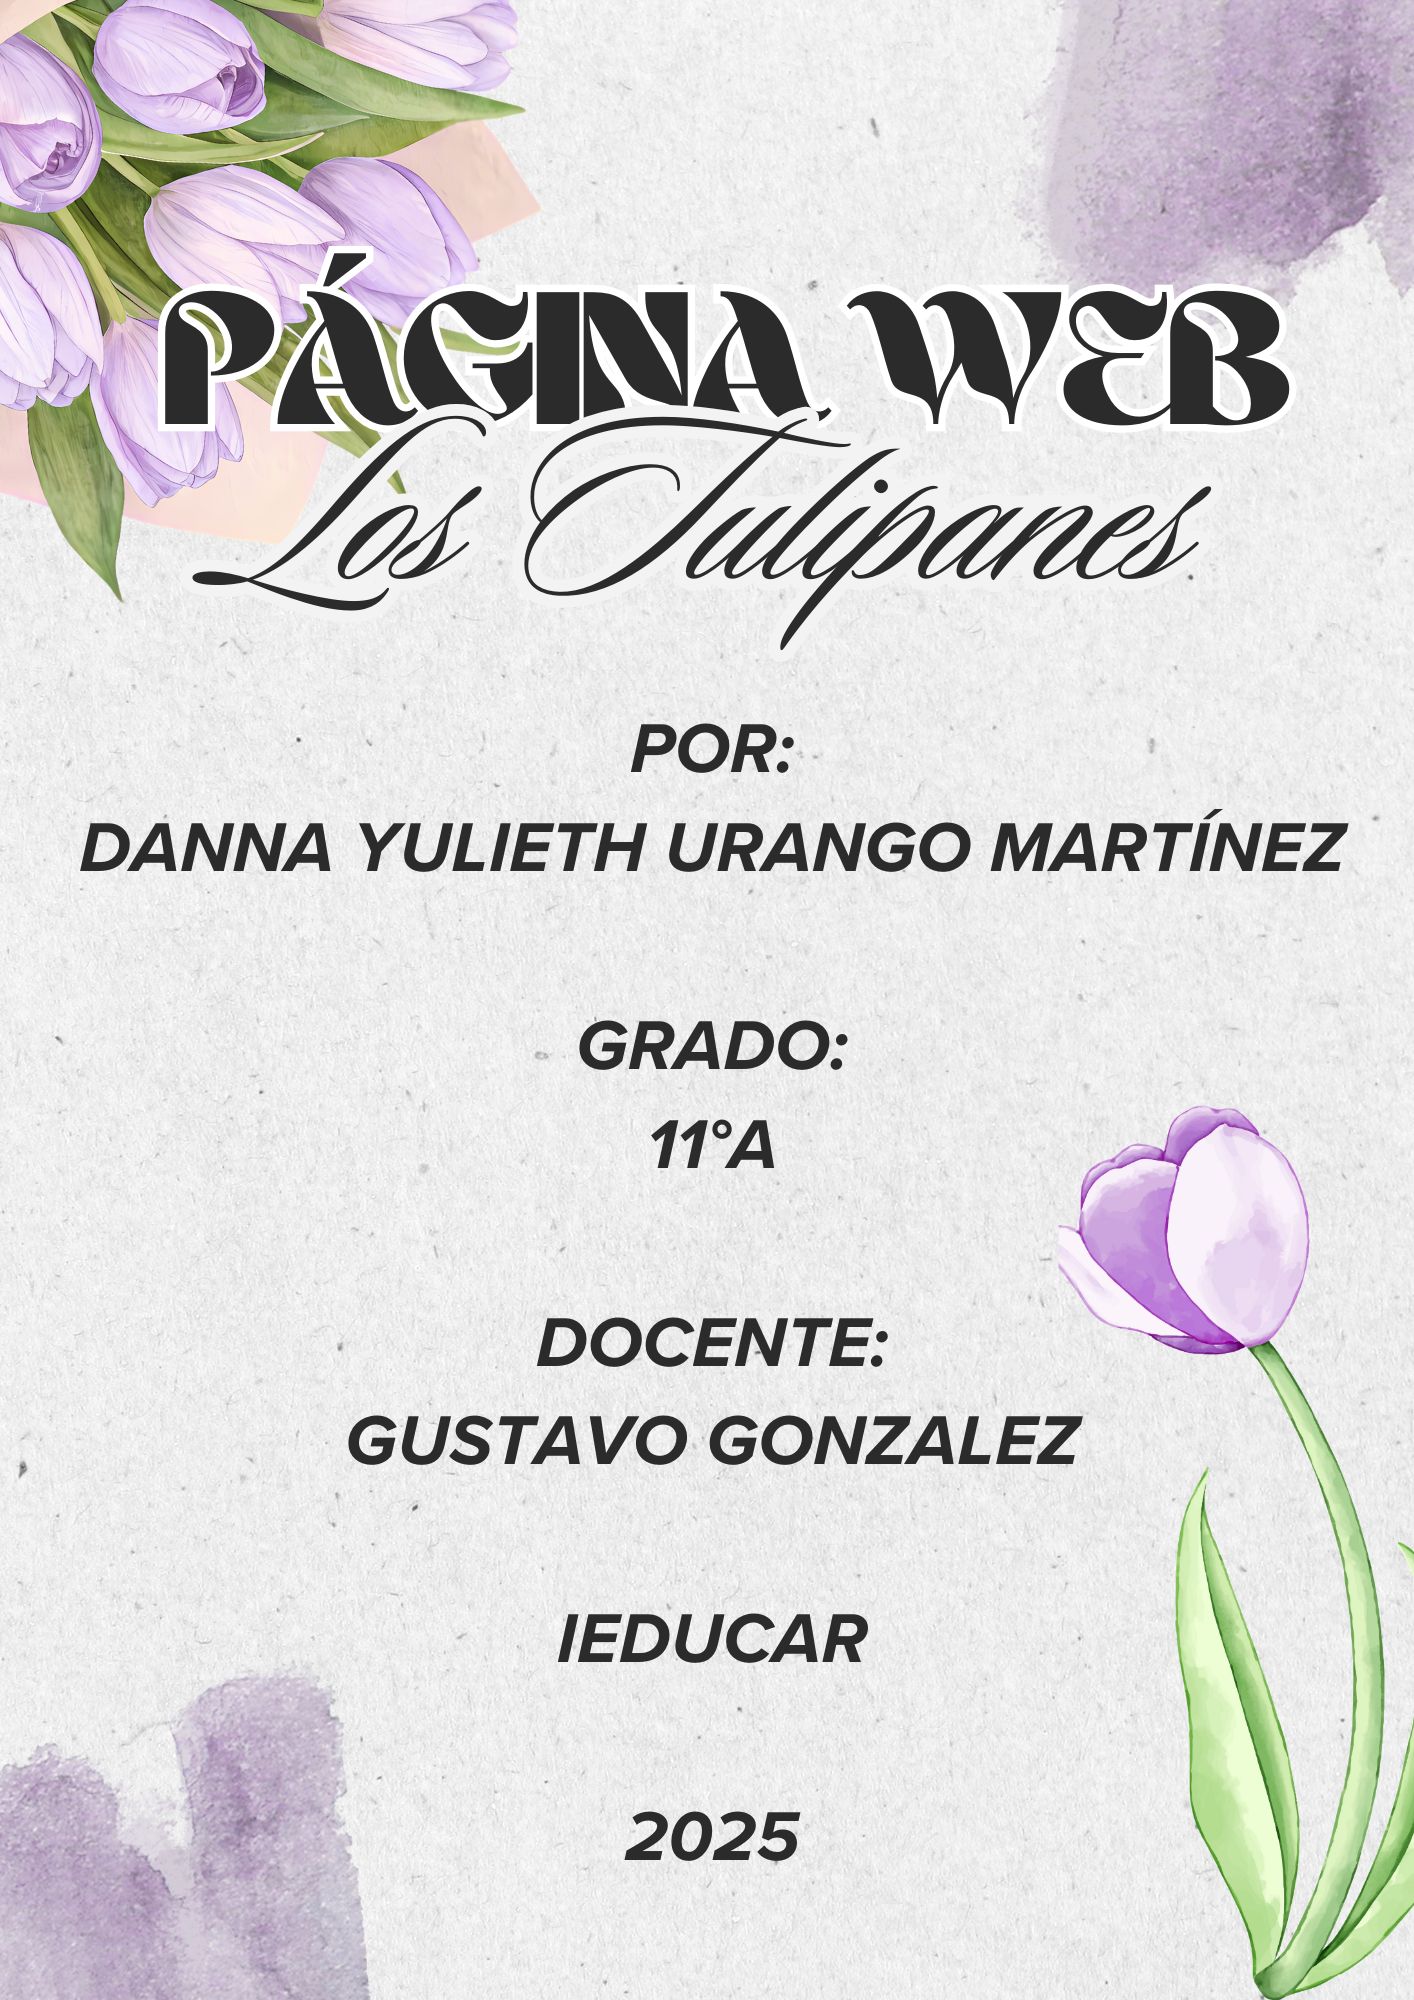 PÁGINA WEB
Los Tulipanes
POR:
DANNA YULIETH URANGO MARTÍNEZ
GRADO:
11°A
DOCENTE:
GUSTAVO GONZALEZ
IEDUCAR
2025